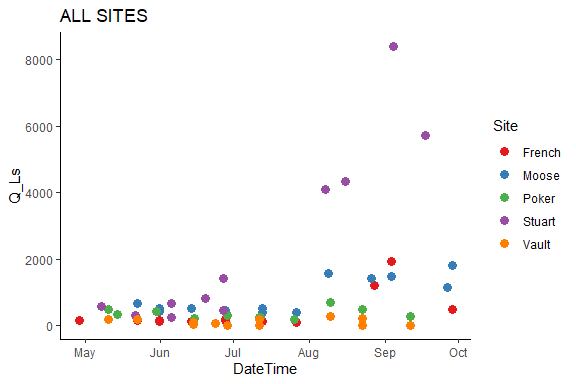 ALL SITES
Q_Ls
8000
6000
4000
2000
0
May Jun Jul Aug Sep Oct
DateTime
Site
French
Moose
Poker
Stuart
Vault